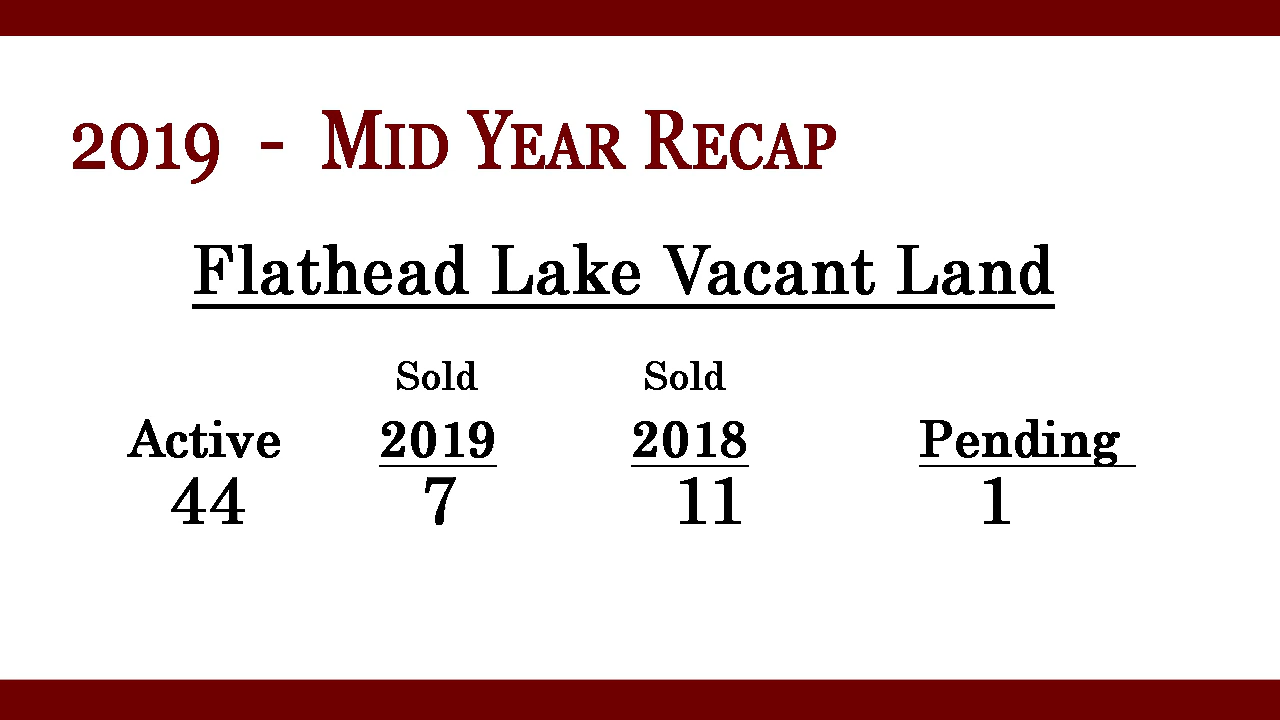 2019 - Mid Year Recap
Flathead Lake Vacant Land
Sold Sold
Active 2019 2018 Pending
44 7 11 1